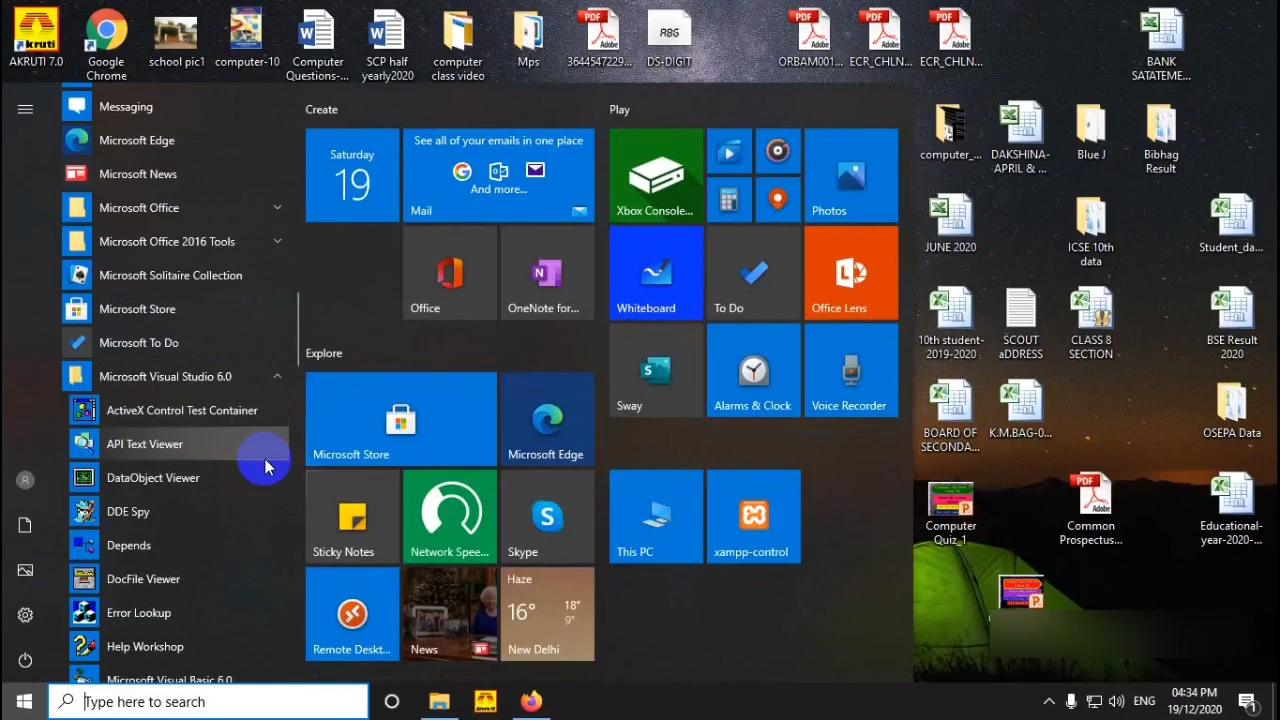 AKRUTI 7.0
Google
Chrome
school pic1
computer-10
Computer
Questions-...
SCP half
yearly2020
computer
class video
Mps
3644547229...
DS-DIGIT
ORBAM001...
ECR_CHLN...
ECR_CHLN...
BANK
SATATEME...
Messaging
Microsoft Edge
Microsoft News
Microsoft Office
Microsoft Office 2016 Tools
Microsoft Solitaire Collection
Microsoft Store
Microsoft To Do
Microsoft Visual Studio 6.0
ActiveX Control Test Container
API Text Viewer
DataObject Viewer
DDE Spy
Depends
DocFile Viewer
Error Lookup
Help Workshop
Microsoft Visual Basic 6.0
Create
Saturday
19
See all of your emails in one place
And more...
Mail
Office
OneNote for...
Explore
Microsoft Store
Microsoft Edge
Sticky Notes
Network Spee...
Skype
Remote Deskt...
News
Haze
16°
18°
9°
New Delhi
Play
Xbox Console...
Photos
Whiteboard
To Do
Office Lens
Sway
Alarms & Clock
Voice Recorder
This PC
xampp-control
computer_...
DAKSHINA-
APRIL & ...
Blue J
Bibhag
Result
JUNE 2020
ICSE 10th
data
Student_da...
10th student-
2019-2020
SCOUT
aDDRESS
CLASS 8
SECTION
BSE Result
2020
BOARD OF
SECONDA...
K.M.BAG-0...
OSEPA Data
Computer
Quiz_1
Common
Prospectus...
Educational-
year-2020-...
Type here to search
ENG
04:34 PM
19/12/2020
1